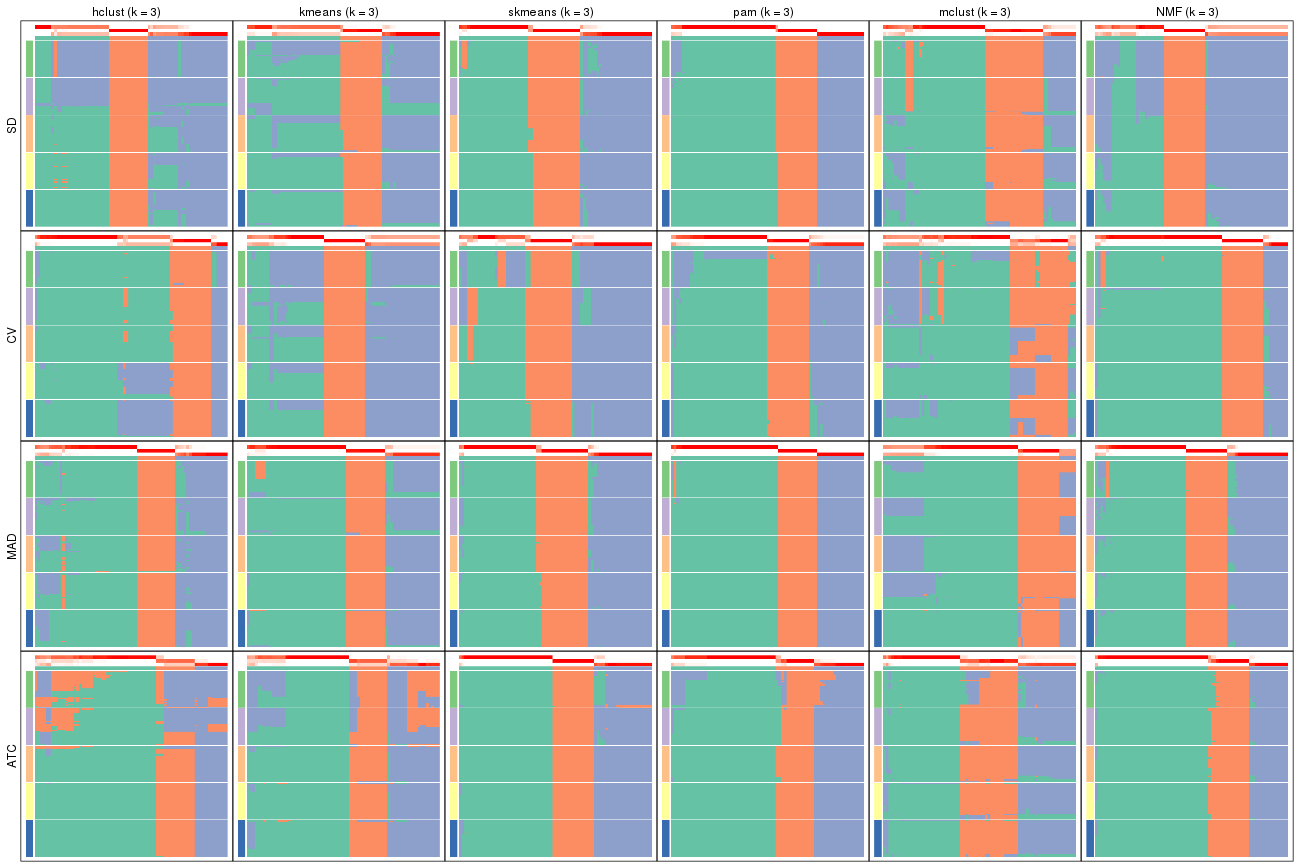 hclust (k = 3)
kmeans (k = 3)
skmeans (k = 3)
pam (k = 3)
mclust (k = 3)
NMF (k = 3)
SD
CV
MAD
ATC